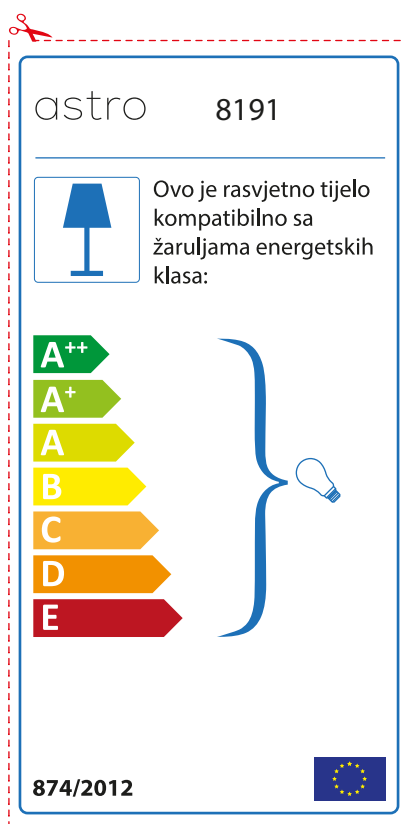 astro 8191
Ovo je rasvjetno tijelo
kompatibilno sa
žaruljama energetskih
klasa:
A++
A+
A
B
C
D
E
874/2012